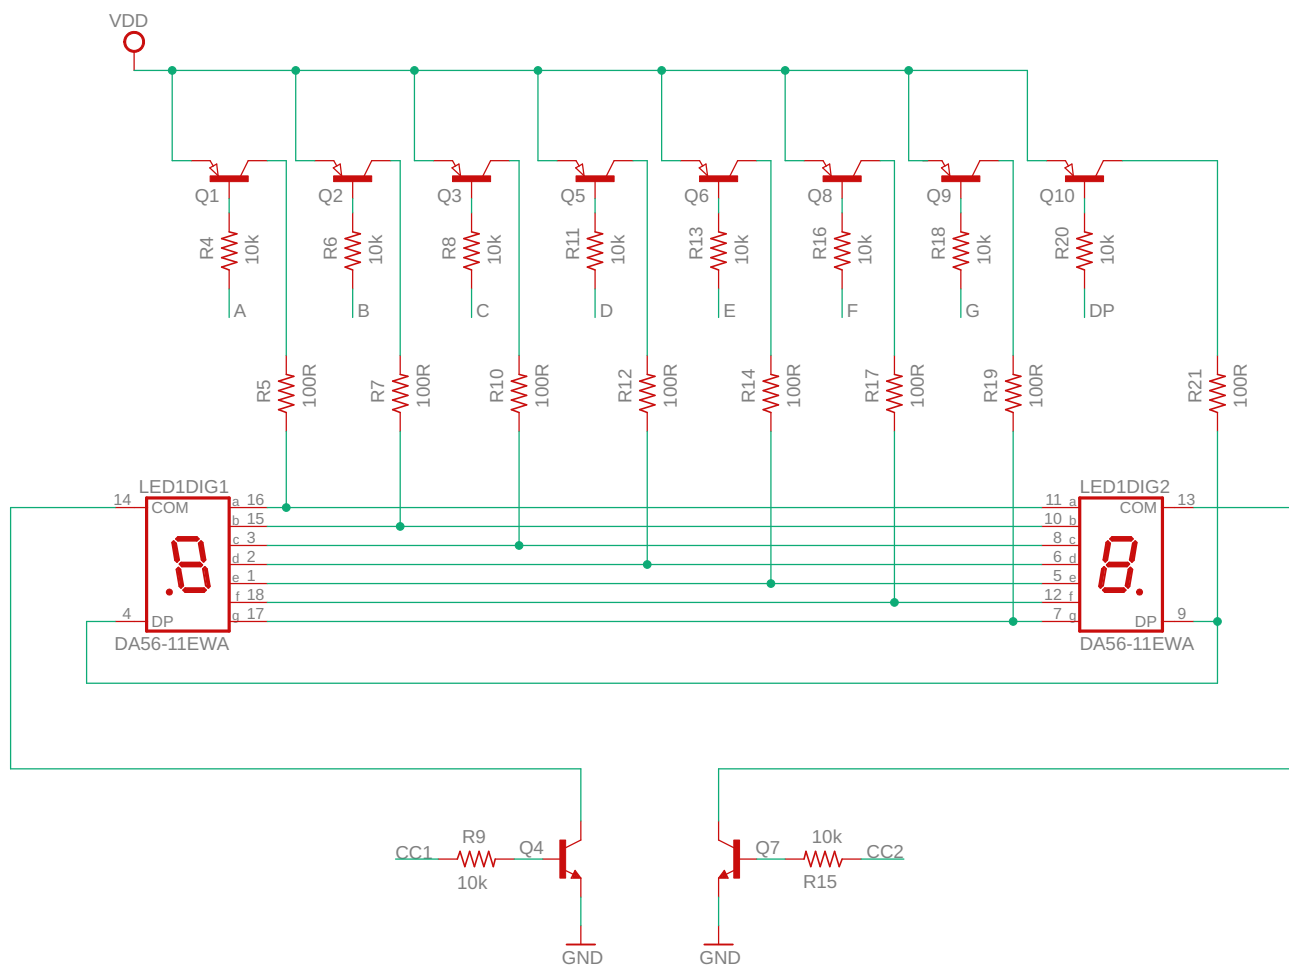 VDD
Q1 Q2 Q3 Q5 Q6 Q8 Q9 Q10
R4 10k R6 10k R8 10k R11 10k R13 10k R16 10k R18 10k R20 10k
A B C D E F G DP
R5 100R R7 100R R10 100R R12 100R R14 100R R17 100R R19 100R R21 100R
LED1DIG1 LED1DIG2
14 COM a 16 11 a COM 13
b 15 10 b
c 3 8 c
d 2 6 d
e 1 5 e
f 18 12 f
4 DP g 17 7 g DP 9
DA56-11EWA DA56-11EWA
R9 10k
CC1 Q4 Q7 CC2
10k R15
GND GND